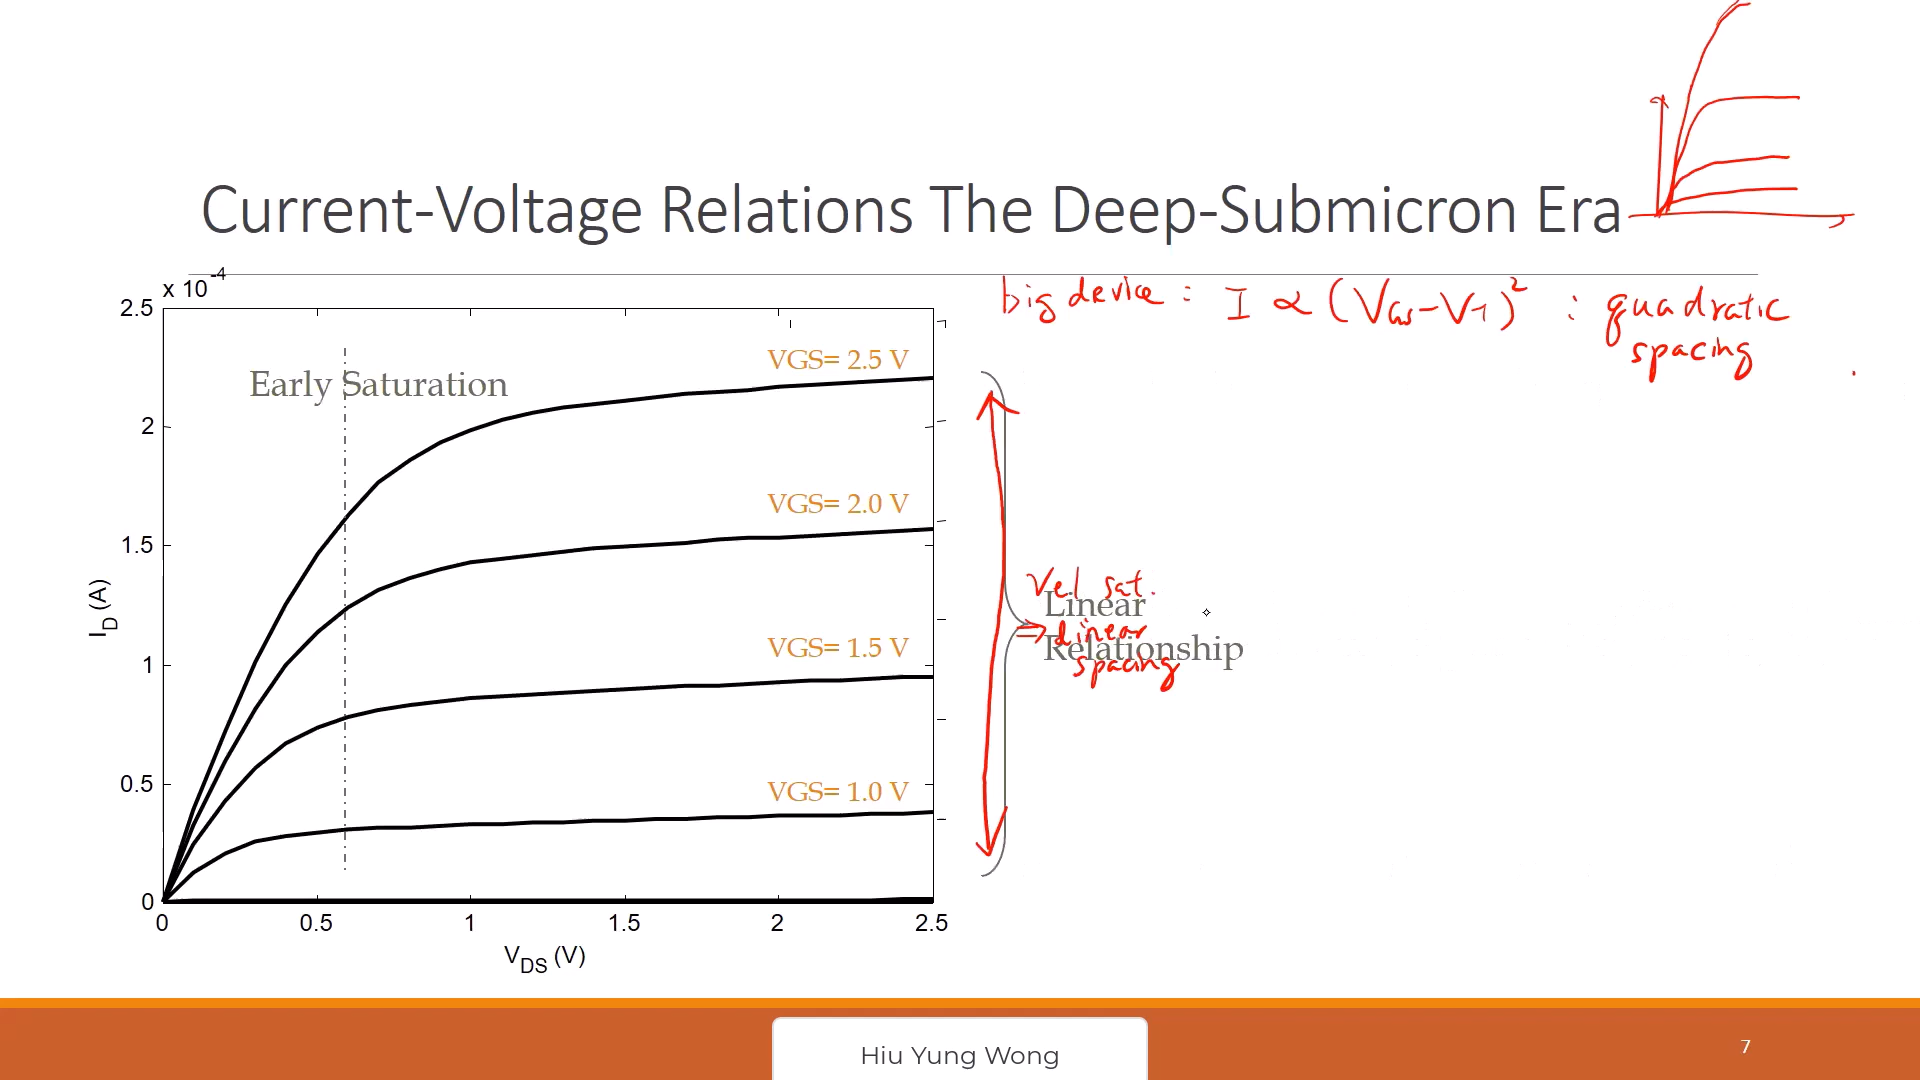 Current-Voltage Relations The Deep-Submicron Era
big device : I ∝ (VGS-VT)² : quadratic
spacing
x 10 -4
2.5
2
1.5
1
0.5
0
ID (A)
Early Saturation
VGS= 2.5 V
VGS= 2.0 V
VGS= 1.5 V
VGS= 1.0 V
0 0.5 1 1.5 2 2.5
VDS (V)
Vel sat.
⇒ linear
spacing
Linear
Relationship
Hiu Yung Wong
7